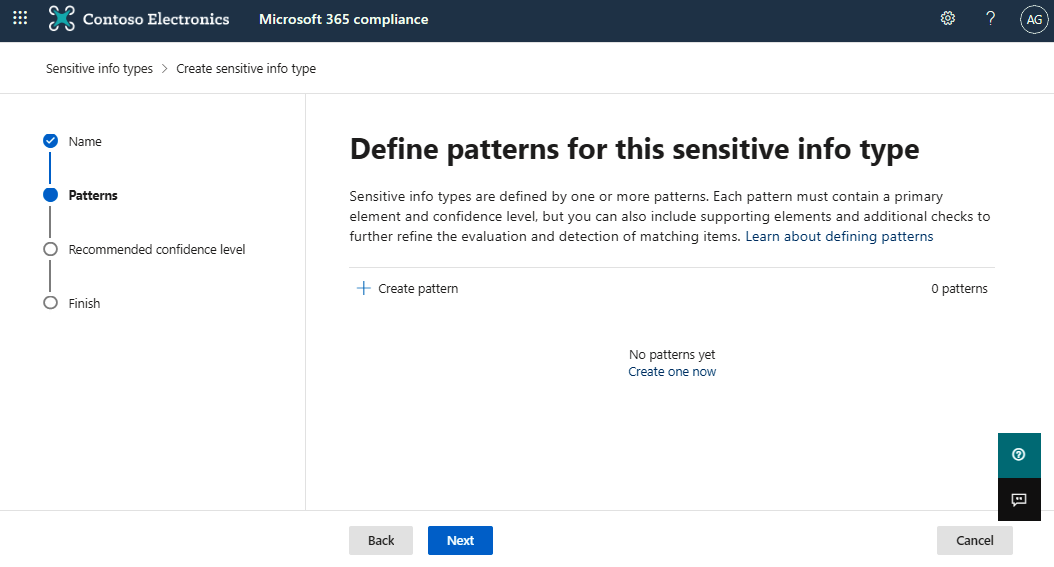 Contoso Electronics Microsoft 365 compliance ? AG
Sensitive info types > Create sensitive info type
Name
Patterns
Recommended confidence level
Finish
Define patterns for this sensitive info type
Sensitive info types are defined by one or more patterns. Each pattern must contain a primary
element and confidence level, but you can also include supporting elements and additional checks to
further refine the evaluation and detection of matching items. Learn about defining patterns
+ Create pattern 0 patterns
No patterns yet
Create one now
Back Next Cancel